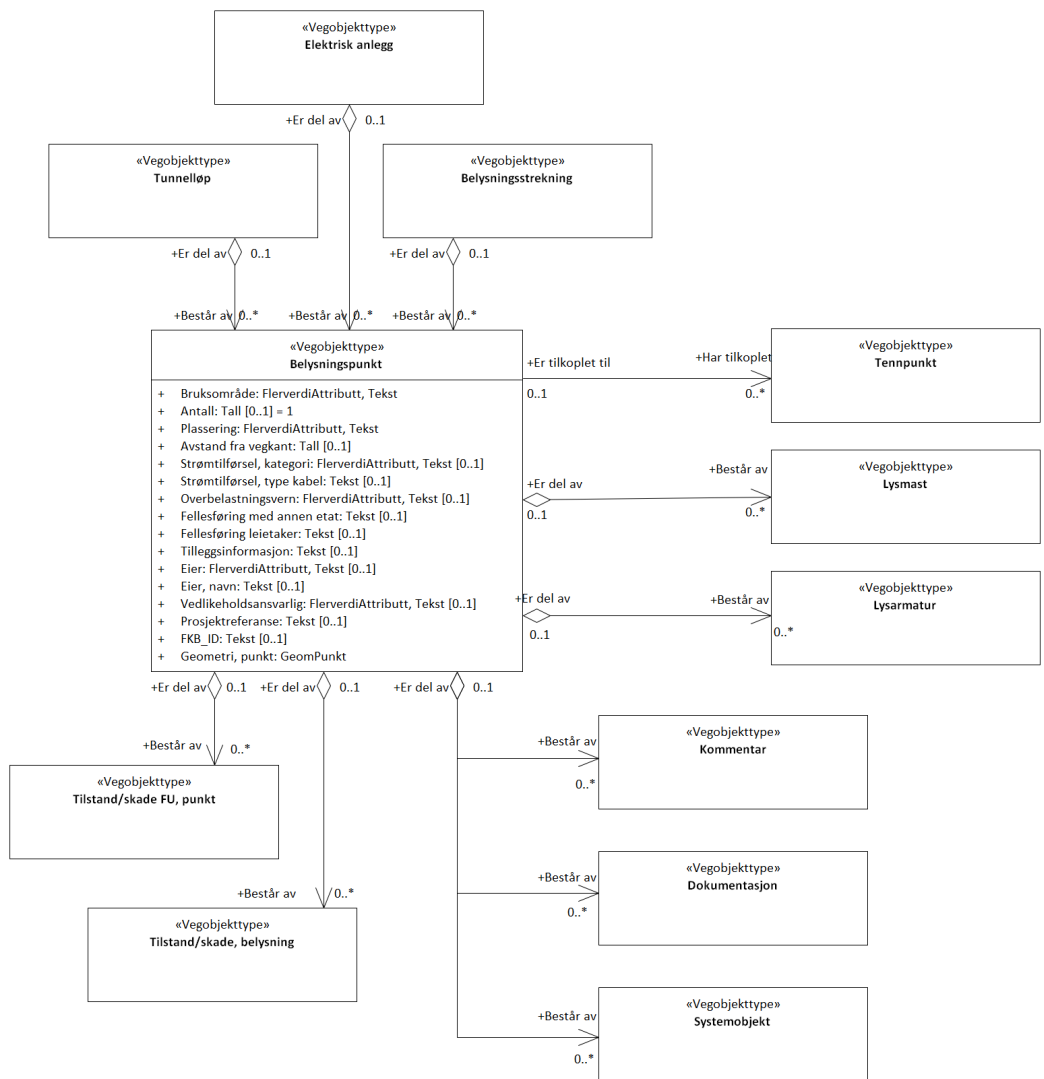 «Vegobjekttype»
Elektrisk anlegg
+Er del av 0..1
«Vegobjekttype»
Tunnelløp
«Vegobjekttype»
Belysningsstrekning
+Er del av 0..1
+Er del av 0..1
+Består av 0..*
+Består av 0..*
+Består av 0..*
«Vegobjekttype»
Belysningspunkt
+ Bruksområde: FlerverdiAttributt, Tekst
+ Antall: Tall [0..1] = 1
+ Plassering: FlerverdiAttributt, Tekst
+ Avstand fra vegkant: Tall [0..1]
+ Strømtilførsel, kategori: FlerverdiAttributt, Tekst [0..1]
+ Strømtilførsel, type kabel: Tekst [0..1]
+ Overbelastningsvern: FlerverdiAttributt, Tekst [0..1]
+ Fellesføring med annen etat: Tekst [0..1]
+ Fellesføring leietaker: Tekst [0..1]
+ Tilleggsinformasjon: Tekst [0..1]
+ Eier: FlerverdiAttributt, Tekst [0..1]
+ Eier, navn: Tekst [0..1]
+ Vedlikeholdsansvarlig: FlerverdiAttributt, Tekst [0..1]
+ Prosjektreferanse: Tekst [0..1]
+ FKB_ID: Tekst [0..1]
+ Geometri, punkt: GeomPunkt
+Er tilkoplet til
0..1
+Har tilkoplet
0..*
«Vegobjekttype»
Tennpunkt
+Er del av
0..1
+Består av
0..*
«Vegobjekttype»
Lysmast
+Er del av
0..1
+Består av
0..*
«Vegobjekttype»
Lysarmatur
+Er del av 0..1
+Er del av 0..1
+Er del av 0..1
+Består av 0..*
«Vegobjekttype»
Tilstand/skade FU, punkt
+Består av 0..*
«Vegobjekttype»
Tilstand/skade, belysning
+Består av
0..*
«Vegobjekttype»
Kommentar
+Består av
0..*
«Vegobjekttype»
Dokumentasjon
+Består av
0..*
«Vegobjekttype»
Systemobjekt